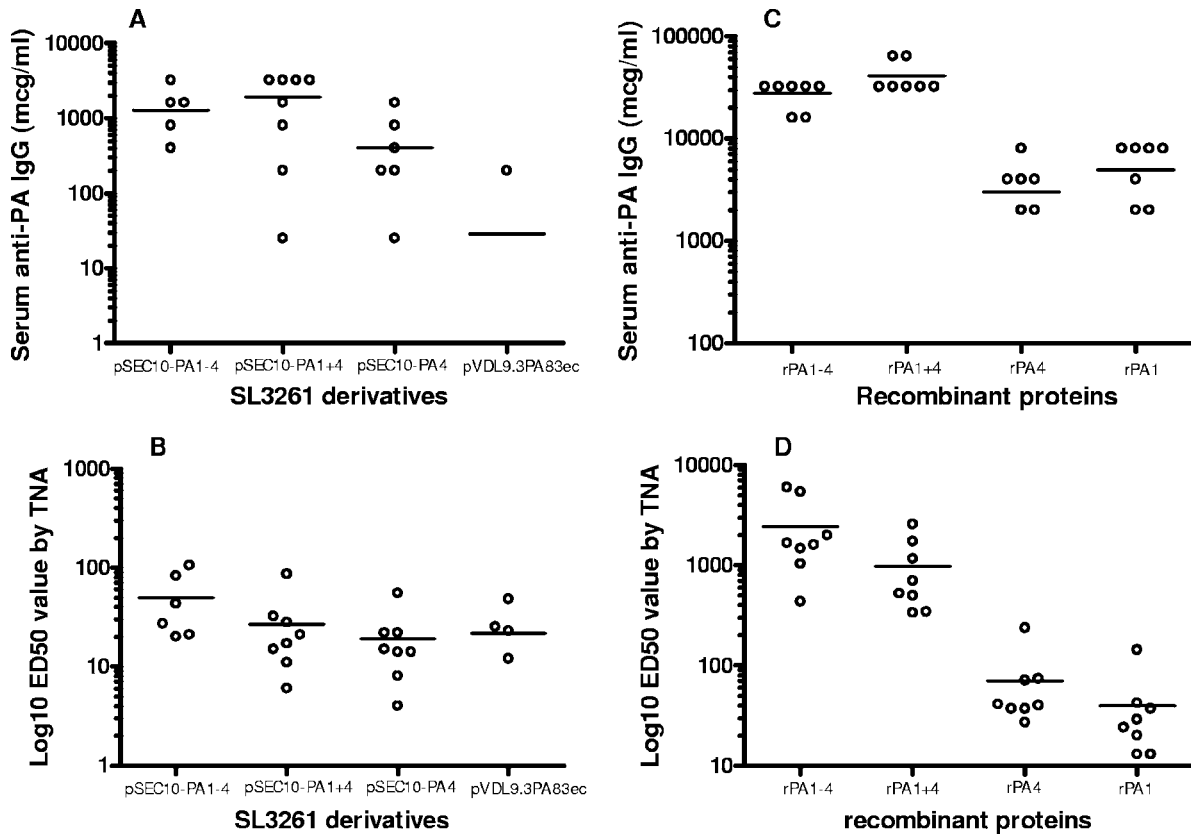 A
Serum anti-PA IgG (mcg/ml)
10000
1000
100
10
1
pSEC10-PA1-4 pSEC10-PA1+4 pSEC10-PA4 pVDL9.3PA83ec
SL3261 derivatives
C
Serum anti-PA IgG (mcg/ml)
100000
10000
1000
100
rPA1-4 rPA1+4 rPA4 rPA1
Recombinant proteins
B
Log10 ED50 value by TNA
1000
100
10
1
pSEC10-PA1-4 pSEC10-PA1+4 pSEC10-PA4 pVDL9.3PA83ec
SL3261 derivatives
D
Log10 ED50 value by TNA
10000
1000
100
10
rPA1-4 rPA1+4 rPA4 rPA1
recombinant proteins